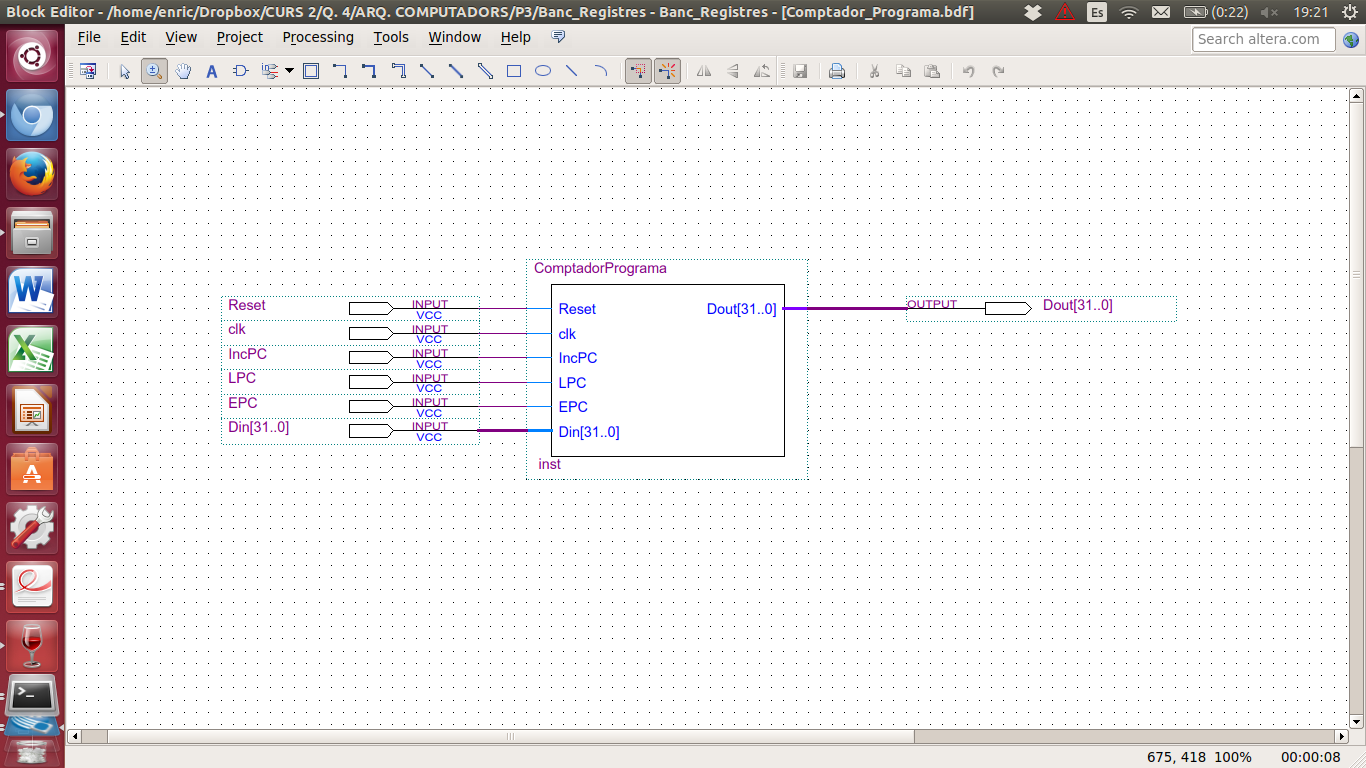 Block Editor - /home/enric/Dropbox/CURS 2/Q. 4/ARQ. COMPUTADORS/P3/Banc_Registres - Banc_Registres - [Comptador_Programa.bdf]
Es
(0:22)
19:21
File Edit View Project Processing Tools Window Help
Search altera.com
ComptadorPrograma
Reset INPUT VCC
clk INPUT VCC
IncPC INPUT VCC
LPC INPUT VCC
EPC INPUT VCC
Din[31..0] INPUT VCC
Reset Dout[31..0]
clk
IncPC
LPC
EPC
Din[31..0]
inst
OUTPUT Dout[31..0]
675, 418 100% 00:00:08